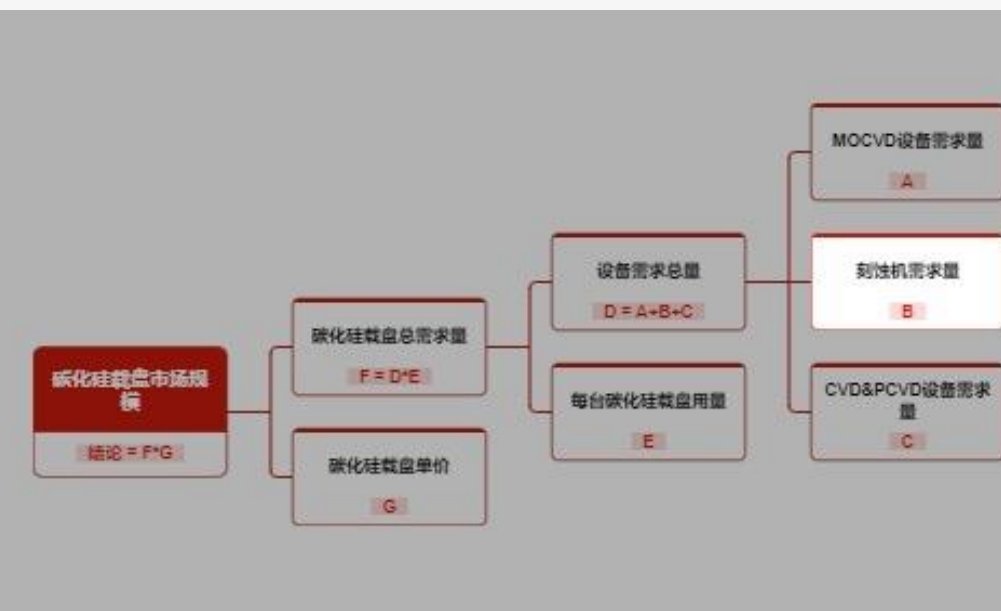 碳化硅载盘市场规
模
结论 = F*G
碳化硅载盘总需求量
F = D*E
碳化硅载盘单价
G
设备需求总量
D = A+B+C
每台碳化硅载盘用量
E
MOCVD设备需求量
A
刻蚀机需求量
B
CVD&PCVD设备需求
量
C